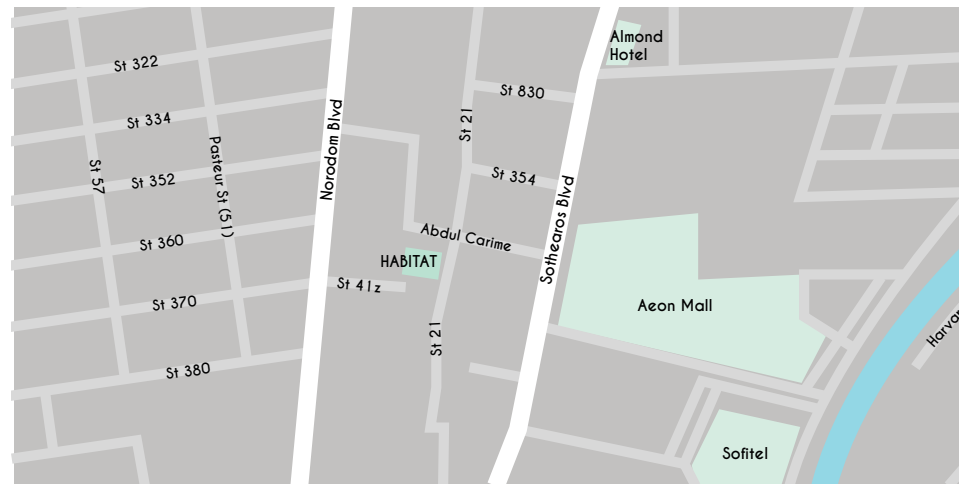 Almond
Hotel
St 322
St 830
St 334
St 21
Norodom Blvd
St 57
Pasteur St (51)
St 352
St 354
Sothearos Blvd
St 360
Abdul Carime
HABITAT
St 41z
St 370
Aeon Mall
St 21
St 380
Sofitel